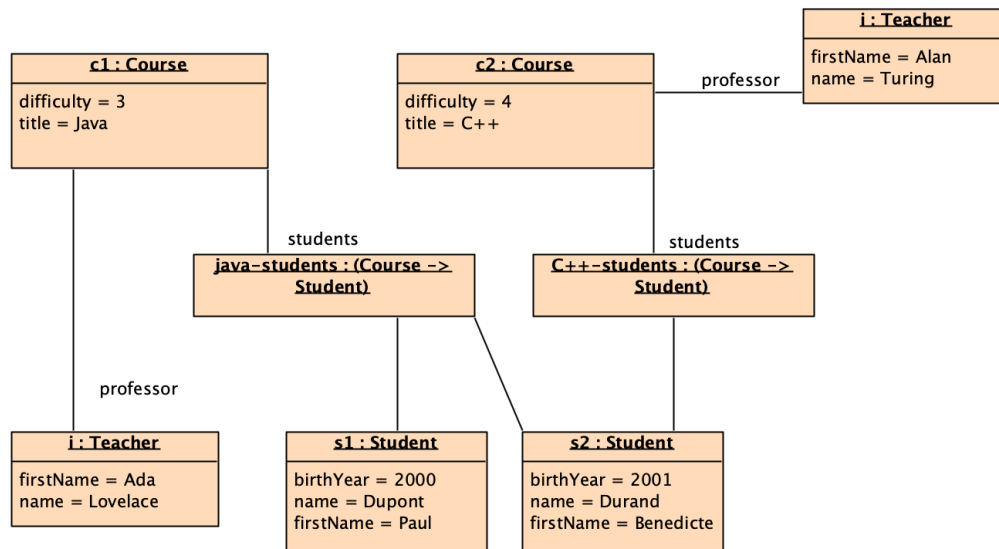 i : Teacher
firstName = Alan
name = Turing
c1 : Course
difficulty = 3
title = Java
c2 : Course
difficulty = 4
title = C++
professor
students
students
java-students : (Course ->
Student)
C++-students : (Course ->
Student)
professor
i : Teacher
firstName = Ada
name = Lovelace
s1 : Student
birthYear = 2000
name = Dupont
firstName = Paul
s2 : Student
birthYear = 2001
name = Durand
firstName = Benedicte